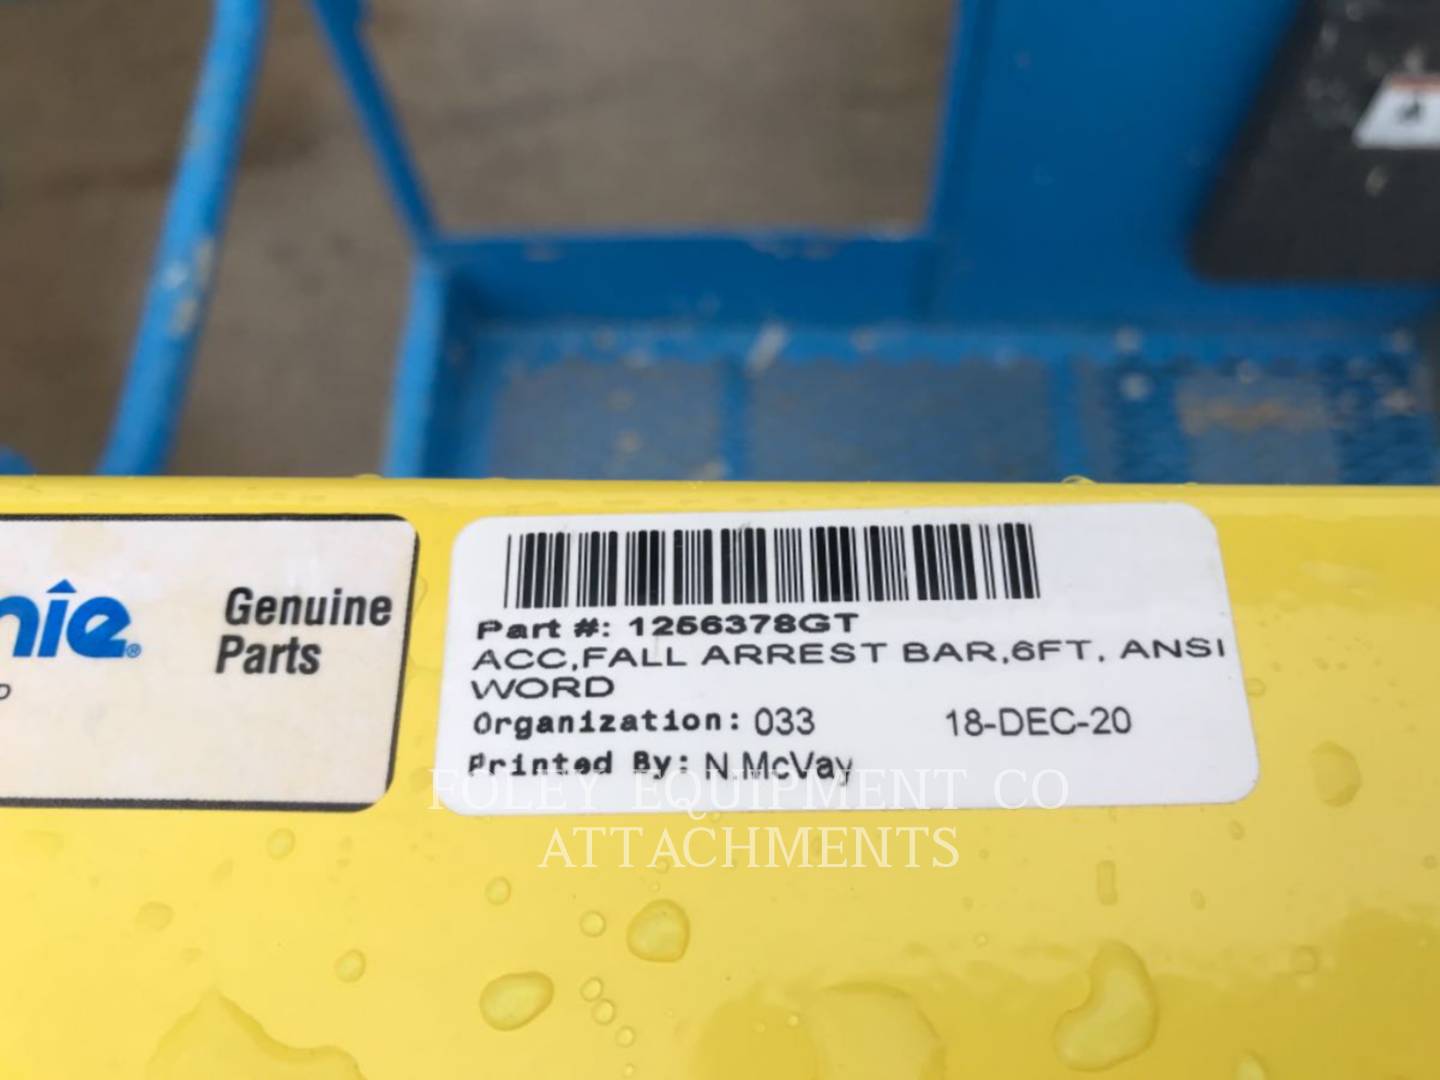 nie®
Genuine
Parts
Part #: 1256378GT
ACC,FALL ARREST BAR,6FT, ANSI
WORD
Organization: 033 18-DEC-20
Printed By: N.McVay
FOLEY EQUIPMENT CO
ATTACHMENTS